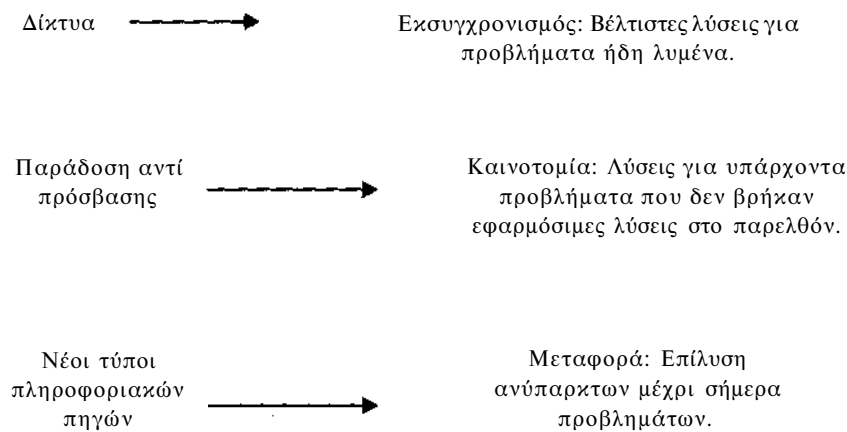 Δίκτυα
Εκσυγχρονισμός: Βέλτιστες λύσεις για
προβλήματα ήδη λυμένα.
Παράδοση αντί
πρόσβασης
Καινοτομία: Λύσεις για υπάρχοντα
προβλήματα που δεν βρήκαν
εφαρμόσιμες λύσεις στο παρελθόν.
Νέοι τύποι
πληροφοριακών
πηγών
Μεταφορά: Επίλυση
ανύπαρκτων μέχρι σήμερα
προβλημάτων.